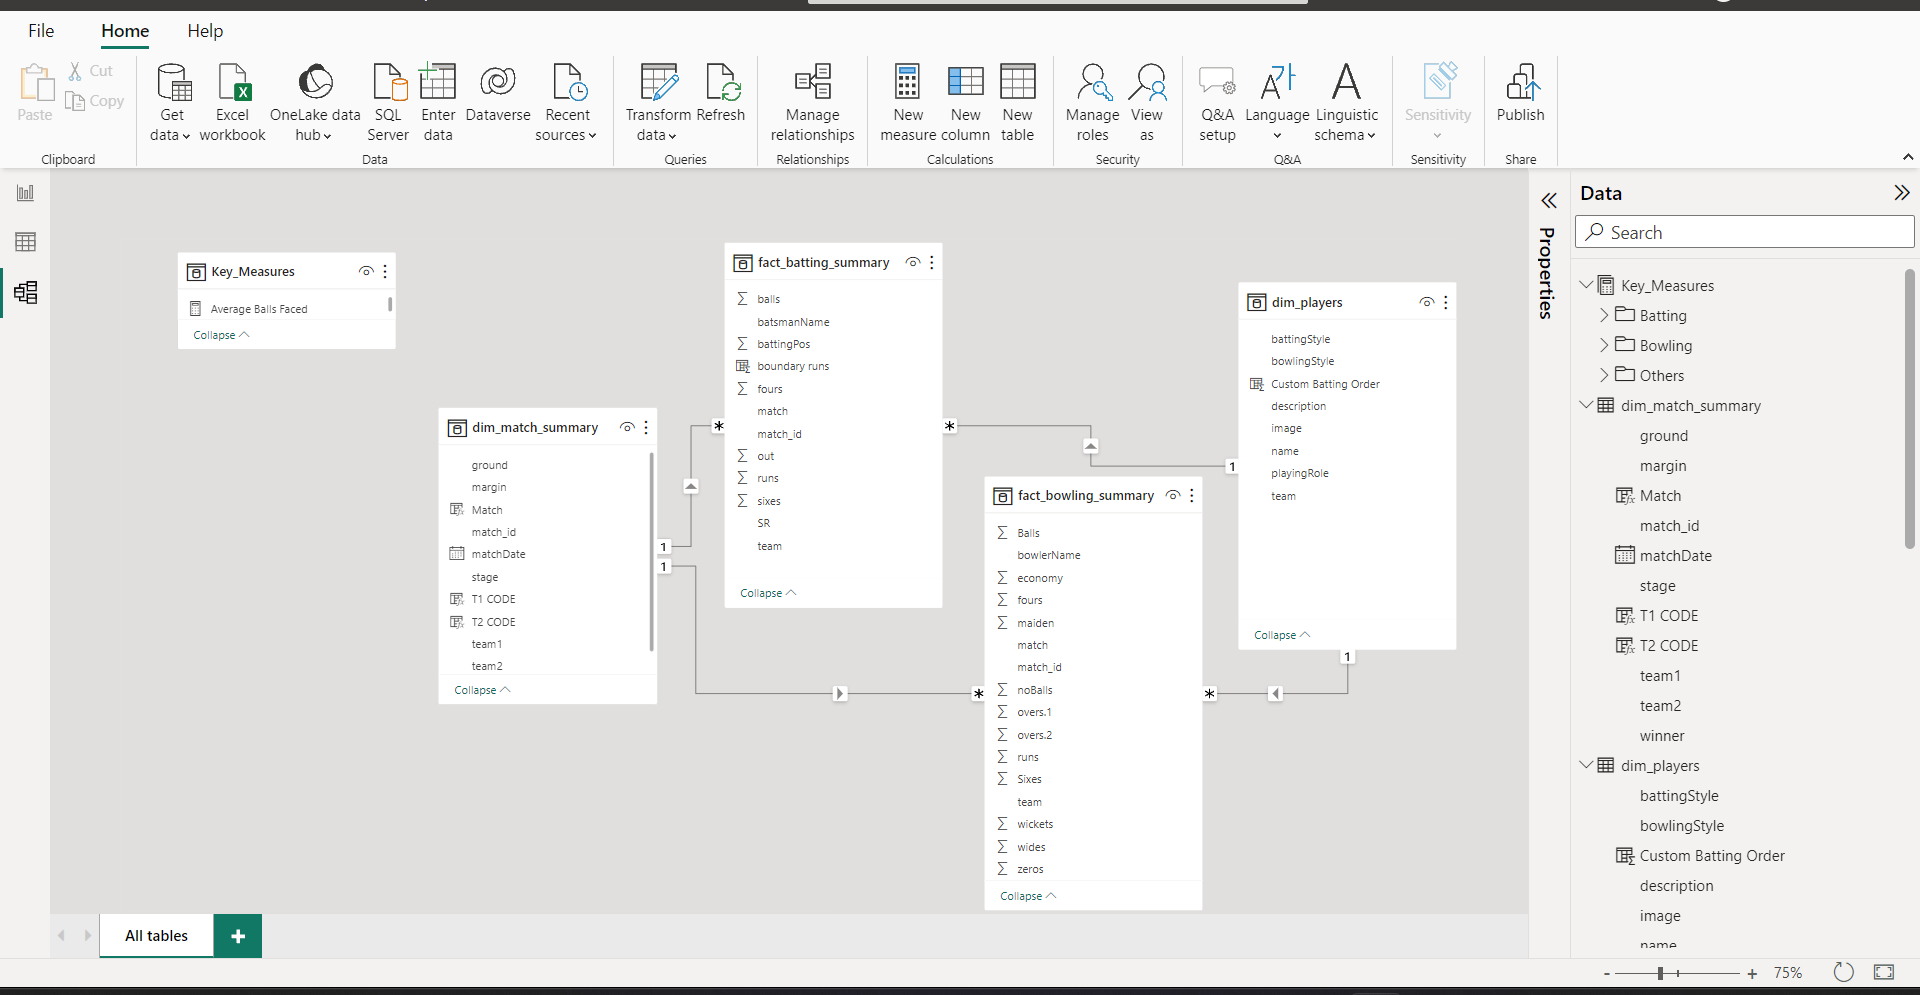 File Home Help
Paste
Cut
Copy
Clipboard
Get data
Excel workbook
OneLake data hub
SQL Server
Enter data
Dataverse
Recent sources
Data
Transform data
Refresh
Queries
Manage relationships
Relationships
New measure
New column
New table
Calculations
Manage roles
View as
Security
Q&A setup
Language
Linguistic schema
Q&A
Sensitivity
Sensitivity
Publish
Share
Key_Measures
Average Balls Faced
Collapse
dim_match_summary
ground
margin
Match
match_id
matchDate
stage
T1 CODE
T2 CODE
team1
team2
Collapse
1
1
fact_batting_summary
balls
batsmanName
battingPos
boundary runs
fours
match
match_id
out
runs
sixes
SR
team
Collapse
*
*
fact_bowling_summary
Balls
bowlerName
economy
fours
maiden
match
match_id
noBalls
overs.1
overs.2
runs
Sixes
team
wickets
wides
zeros
Collapse
*
*
dim_players
battingStyle
bowlingStyle
Custom Batting Order
description
image
name
playingRole
team
Collapse
1
1
Properties
Data
Search
Key_Measures
Batting
Bowling
Others
dim_match_summary
ground
margin
Match
match_id
matchDate
stage
T1 CODE
T2 CODE
team1
team2
winner
dim_players
battingStyle
bowlingStyle
Custom Batting Order
description
image
name
All tables +
- + 75%